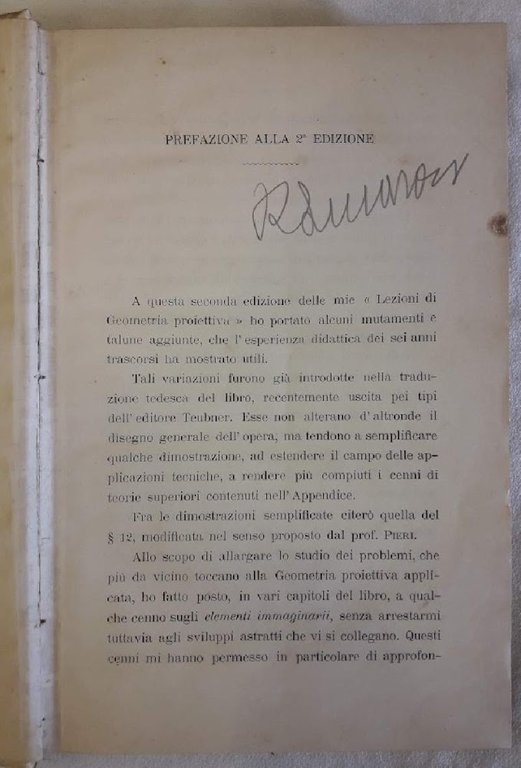 PREFAZIONE ALLA 2ª EDIZIONE
A questa seconda edizione delle mie « Lezioni di
Geometria proiettiva » ho portato alcuni mutamenti e
talune aggiunte, che l'esperienza didattica dei sei anni
trascorsi ha mostrato utili.
Tali variazioni furono già introdotte nella tradu-
zione tedesca del libro, recentemente uscita pei tipi
dell'editore Teubner. Esse non alterano d'altronde il
disegno generale dell'opera, ma tendono a semplificare
qualche dimostrazione, ad estendere il campo delle ap-
plicazioni tecniche, a rendere più compiuti i cenni di
teorie superiori contenuti nell'Appendice.
Fra le dimostrazioni semplificate citerò quella del
§ 12, modificata nel senso proposto dal prof. PIERI.
Allo scopo di allargare lo studio dei problemi, che
più da vicino toccano alla Geometria proiettiva appli-
cata, ho fatto posto, in vari capitoli del libro, a qual-
che cenno sugli elementi immaginarii, senza arrestarmi
tuttavia agli sviluppi astratti che vi si collegano. Questi
cenni mi hanno permesso in particolare di approfon-